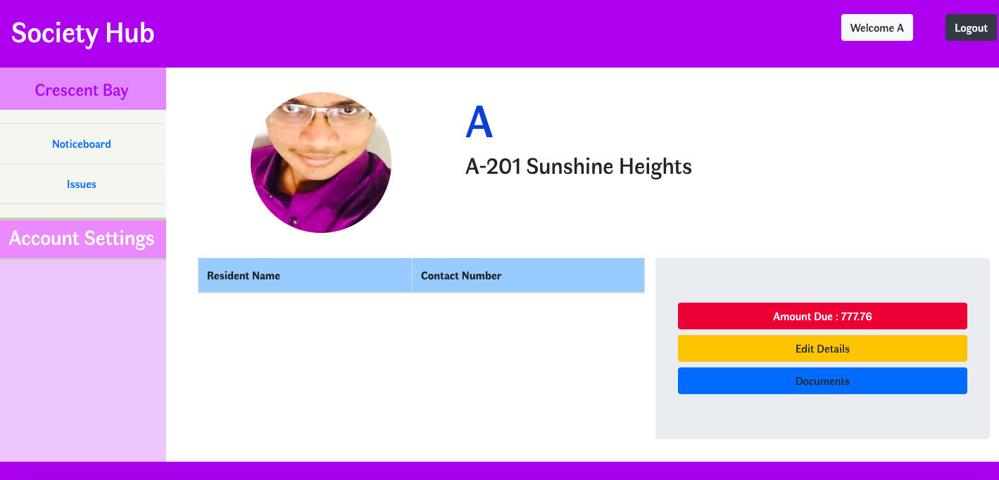 Society Hub
Welcome A
Logout
Crescent Bay
Noticeboard
Issues
Account Settings
A
A-201 Sunshine Heights
Resident Name
Contact Number
Amount Due : 777.76
Edit Details
Documents